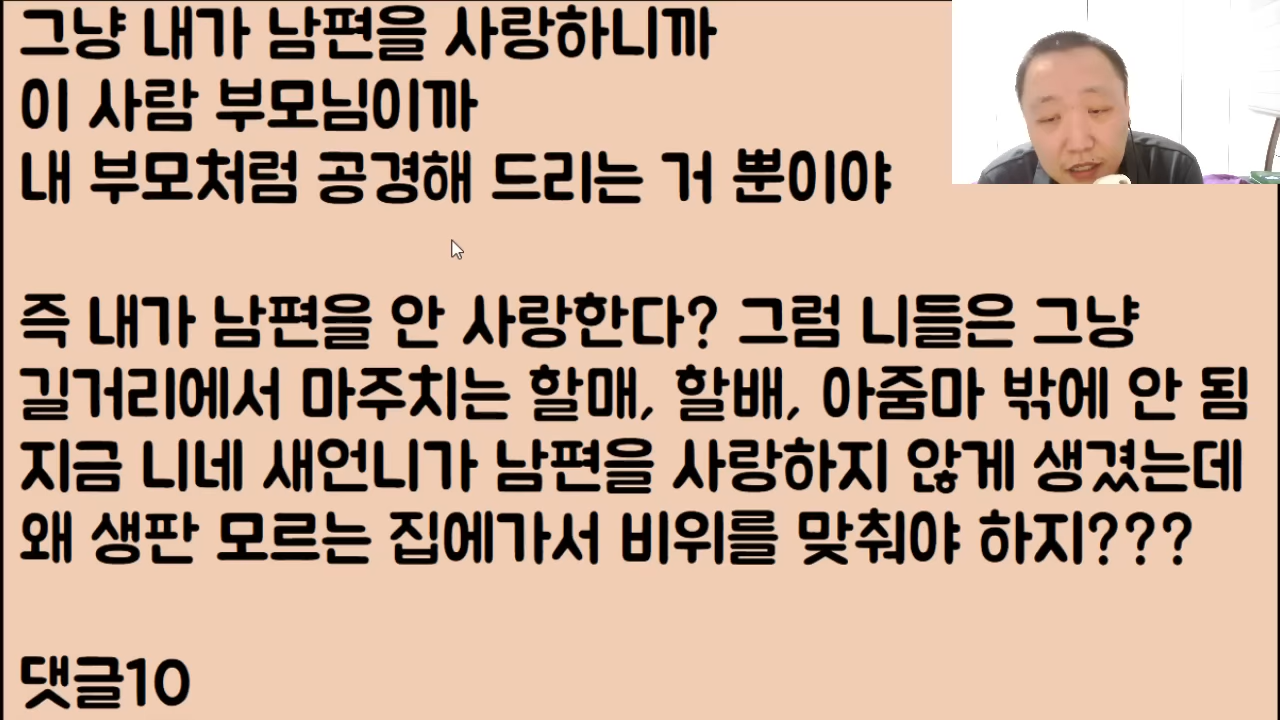 그냥 내가 남편을 사랑하니까
이 사람 부모님이까
내 부모처럼 공경해 드리는 거 뿐이야
즉 내가 남편을 안 사랑한다? 그럼 니들은 그냥
길거리에서 마주치는 할매, 할배, 아줌마 밖에 안 됨
지금 니네 새언니가 남편을 사랑하지 않게 생겼는데
왜 생판 모르는 집에가서 비위를 맞춰야 하지???
댓글10